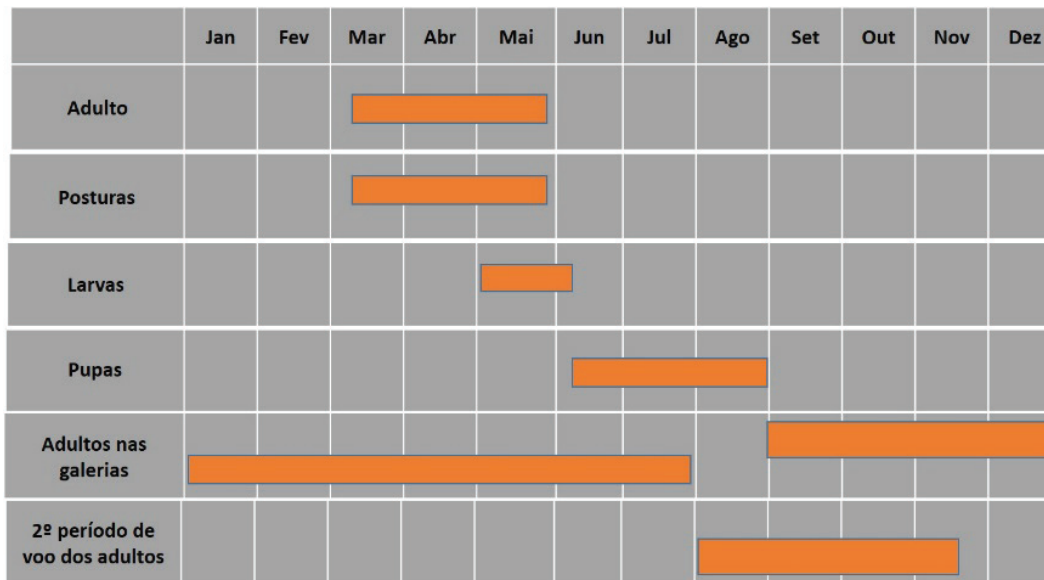 Jan Fev Mar Abr Mai Jun Jul Ago Set Out Nov Dez
Adulto
Posturas
Larvas
Pupas
Adultos nas
galerias
2º período de
voo dos adultos